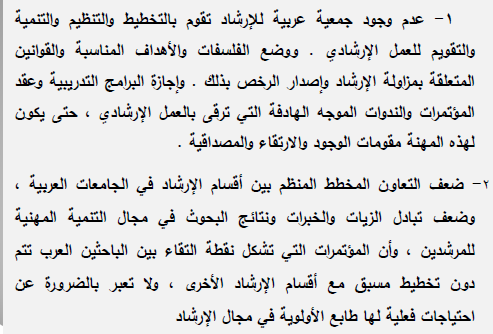 ١- عدم وجود جمعية عربية للإرشاد تقوم بالتخطيط والتنظيم والتنمية
والتقويم للعمل الإرشادي . ووضع الفلسفات والأهداف المناسبة والقوانين
المتعلقة بمزاولة الإرشاد وإصدار الرخص بذلك . وإجازة البرامج التدريبية وعقد
المؤتمرات والندوات الموجه الهادفة التي ترقى بالعمل الإرشادي ، حتى يكون
لهذه المهنة مقومات الوجود والارتقاء والمصداقية .
٢- ضعف التعاون المخطط المنظم بين أقسام الإرشاد في الجامعات العربية ،
وضعف تبادل الزيات والخبرات ونتائج البحوث في مجال التنمية المهنية
للمرشدين ، وأن المؤتمرات التي تشكل نقطة التقاء بين الباحثين العرب تتم
دون تخطيط مسبق مع أقسام الإرشاد الأخرى ، ولا تعبر بالضرورة عن
احتياجات فعلية لها طابع الأولوية في مجال الإرشاد